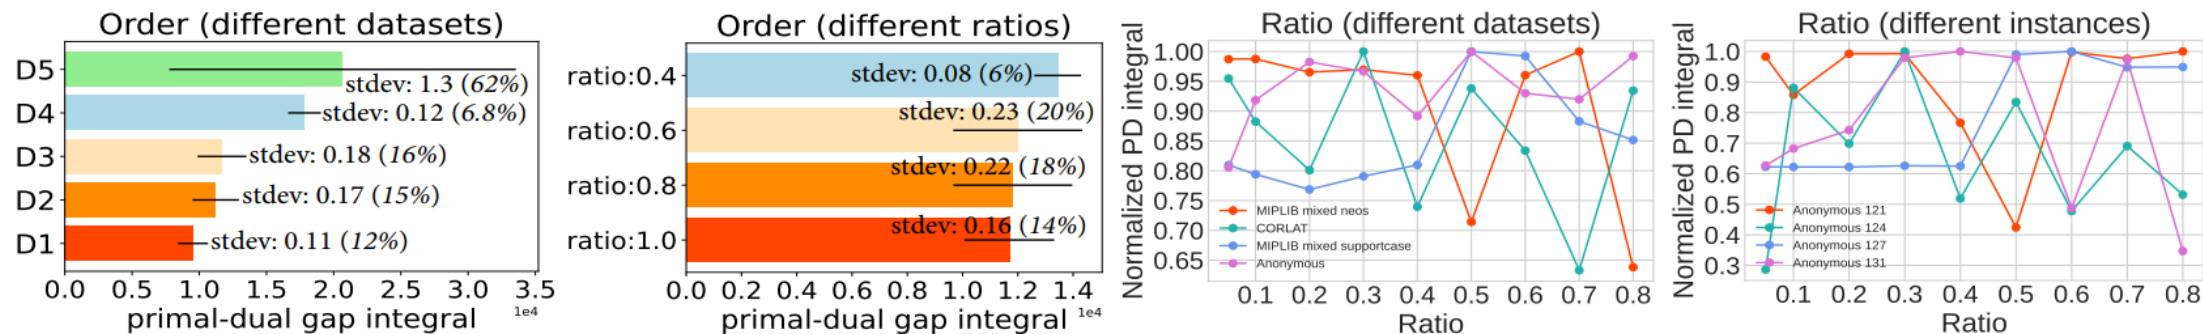 Order (different datasets)
D5
D4
D3
D2
D1
stdev: 1.3 (62%)
stdev: 0.12 (6.8%)
stdev: 0.18 (16%)
stdev: 0.17 (15%)
stdev: 0.11 (12%)
0.0 0.5 1.0 1.5 2.0 2.5 3.0 3.5
1e4
primal-dual gap integral
Order (different ratios)
ratio:0.4
ratio:0.6
ratio:0.8
ratio:1.0
stdev: 0.08 (6%)
stdev: 0.23 (20%)
stdev: 0.22 (18%)
stdev: 0.16 (14%)
0.0 0.2 0.4 0.6 0.8 1.0 1.2 1.4
1e4
primal-dual gap integral
Ratio (different datasets)
Normalized PD integral
1.00
0.95
0.90
0.85
0.80
0.75
0.70
0.65
MIPLIB mixed neos
CORLAT
MIPLIB mixed supportcase
Anonymous
0.1 0.2 0.3 0.4 0.5 0.6 0.7 0.8
Ratio
Ratio (different instances)
Normalized PD integral
1.0
0.9
0.8
0.7
0.6
0.5
0.4
0.3
Anonymous 121
Anonymous 124
Anonymous 127
Anonymous 131
0.1 0.2 0.3 0.4 0.5 0.6 0.7 0.8
Ratio